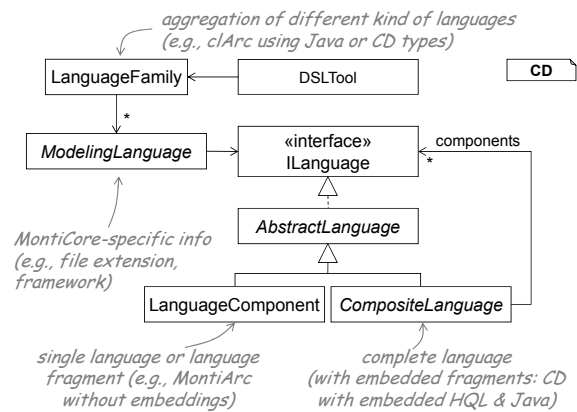 aggregation of different kind of languages
(e.g., clArc using Java or CD types)
LanguageFamily
DSLTool
CD
*
ModelingLanguage
«interface»
ILanguage
components
*
AbstractLanguage
MontiCore-specific info
(e.g., file extension,
framework)
LanguageComponent
CompositeLanguage
single language or language
fragment (e.g., MontiArc
without embeddings)
complete language
(with embedded fragments: CD
with embedded HQL & Java)